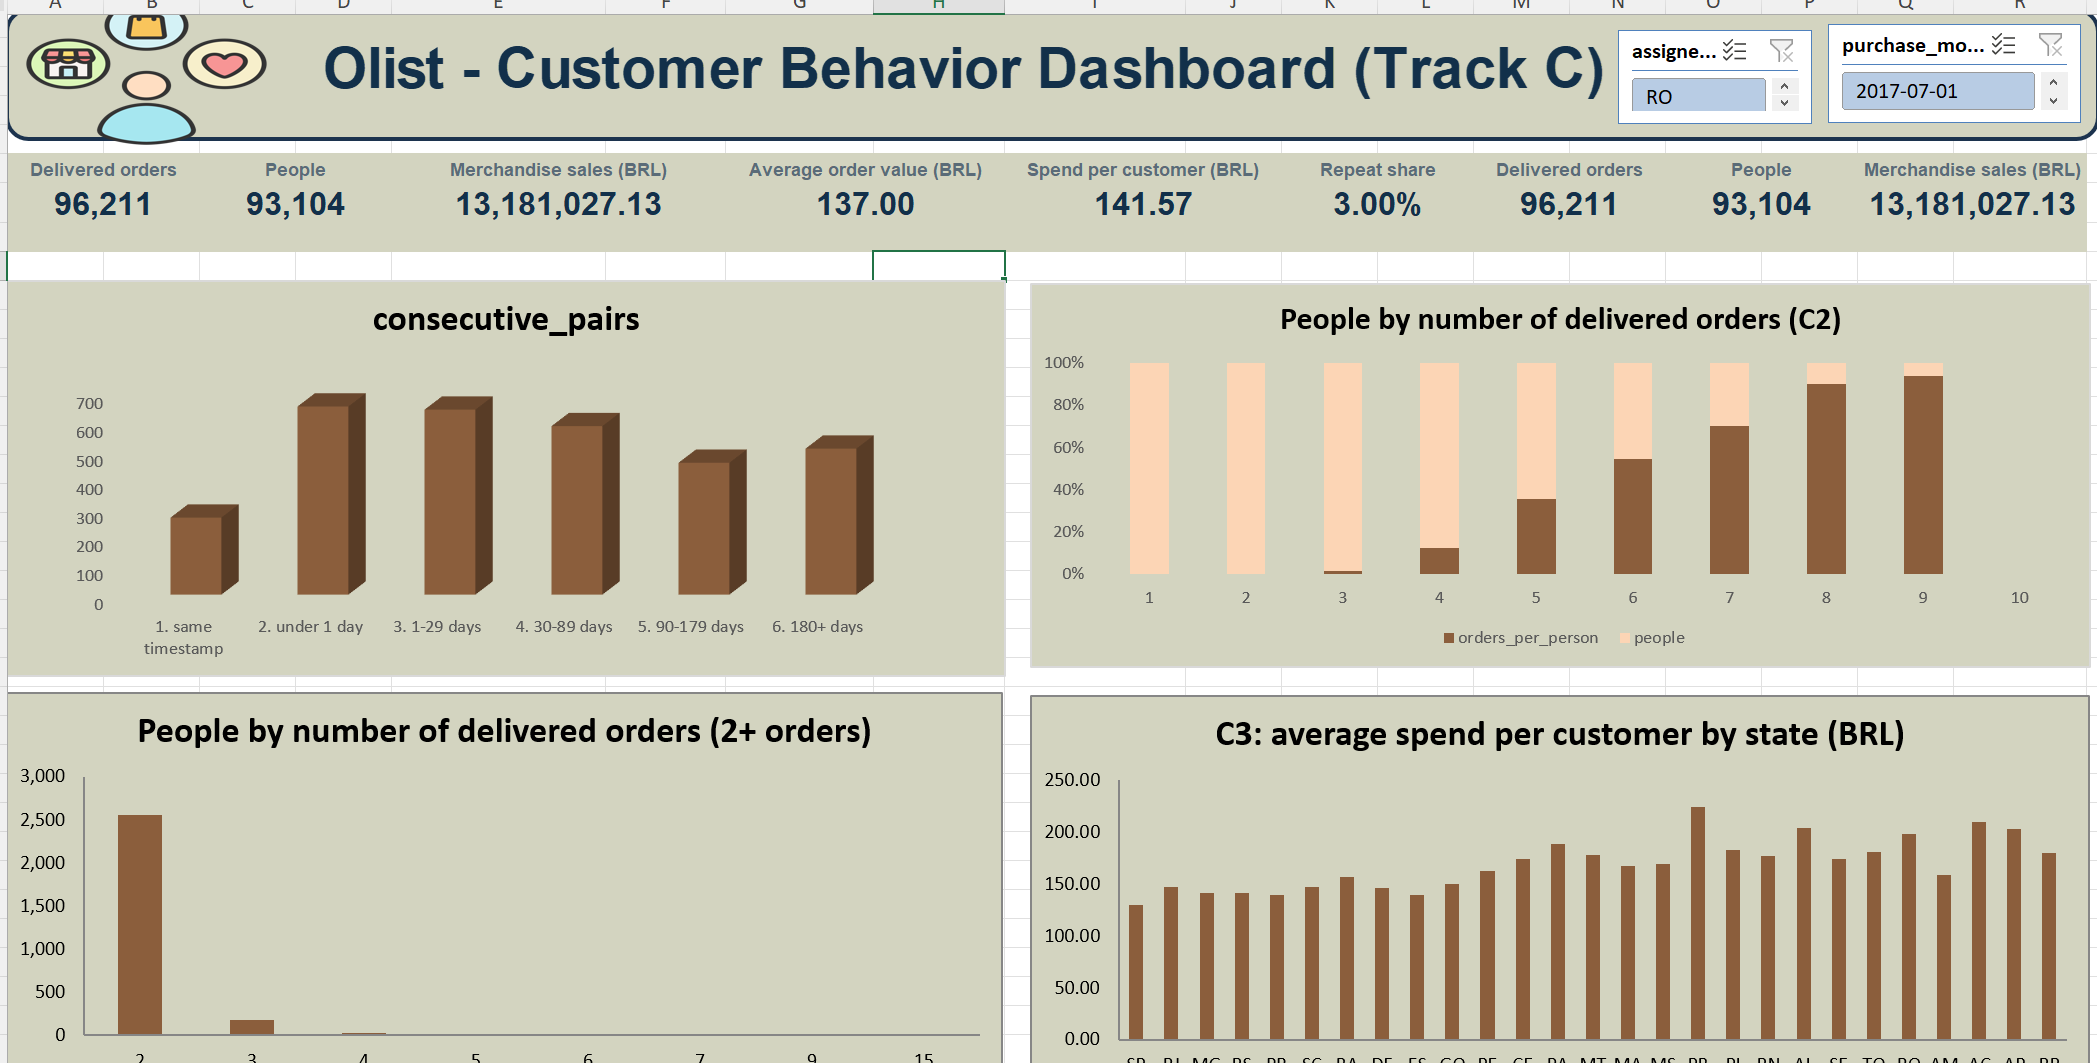 A B C D E F G H I J K L M N O P Q R
Olist - Customer Behavior Dashboard (Track C)
assigne...
RO
purchase_mo...
2017-07-01
Delivered orders People Merchandise sales (BRL) Average order value (BRL) Spend per customer (BRL) Repeat share Delivered orders People Merchandise sales (BRL)
96,211 93,104 13,181,027.13 137.00 141.57 3.00% 96,211 93,104 13,181,027.13
consecutive_pairs
700
600
500
400
300
200
100
0
1. same timestamp 2. under 1 day 3. 1-29 days 4. 30-89 days 5. 90-179 days 6. 180+ days
People by number of delivered orders (C2)
100%
80%
60%
40%
20%
0%
1 2 3 4 5 6 7 8 9 10
orders_per_person people
People by number of delivered orders (2+ orders)
3,000
2,500
2,000
1,500
1,000
500
0
2 3 4 5 6 7 9 15
C3: average spend per customer by state (BRL)
250.00
200.00
150.00
100.00
50.00
0.00